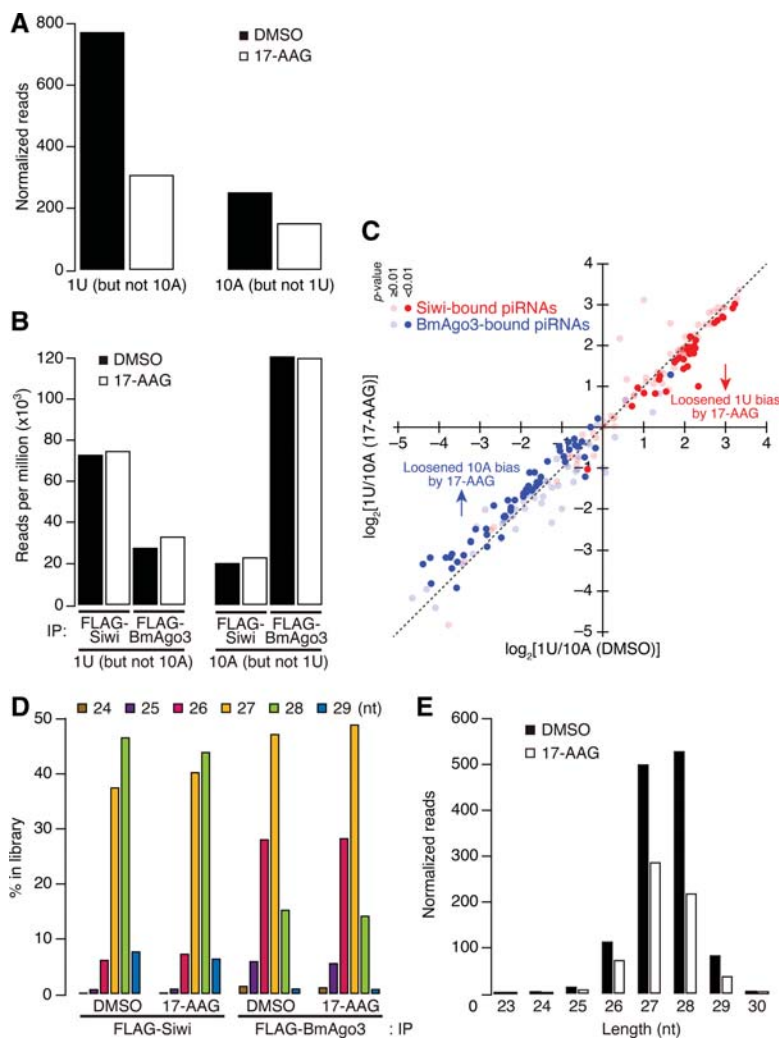 A
800
600
400
200
0
Normalized reads
DMSO
17-AAG
1U (but not 10A)
10A (but not 1U)
B
120
100
80
60
40
20
0
Reads per million (x10³)
DMSO
17-AAG
IP:
FLAG-Siwi
FLAG-BmAgo3
FLAG-Siwi
FLAG-BmAgo3
1U (but not 10A)
10A (but not 1U)
C
p-value
≥0.01
<0.01
Siwi-bound piRNAs
BmAgo3-bound piRNAs
4
3
2
1
−1
−2
−3
−4
−5
−5 −4 −3 −2 −1 0 1 2 3 4
Loosened 1U bias
by 17-AAG
Loosened 10A bias
by 17-AAG
log₂[1U/10A (17-AAG)]
log₂[1U/10A (DMSO)]
D
24 25 26 27 28 29 (nt)
50
40
30
20
10
0
% in library
DMSO 17-AAG DMSO 17-AAG
FLAG-Siwi FLAG-BmAgo3 : IP
E
600
500
400
300
200
100
0
Normalized reads
DMSO
17-AAG
23 24 25 26 27 28 29 30
Length (nt)